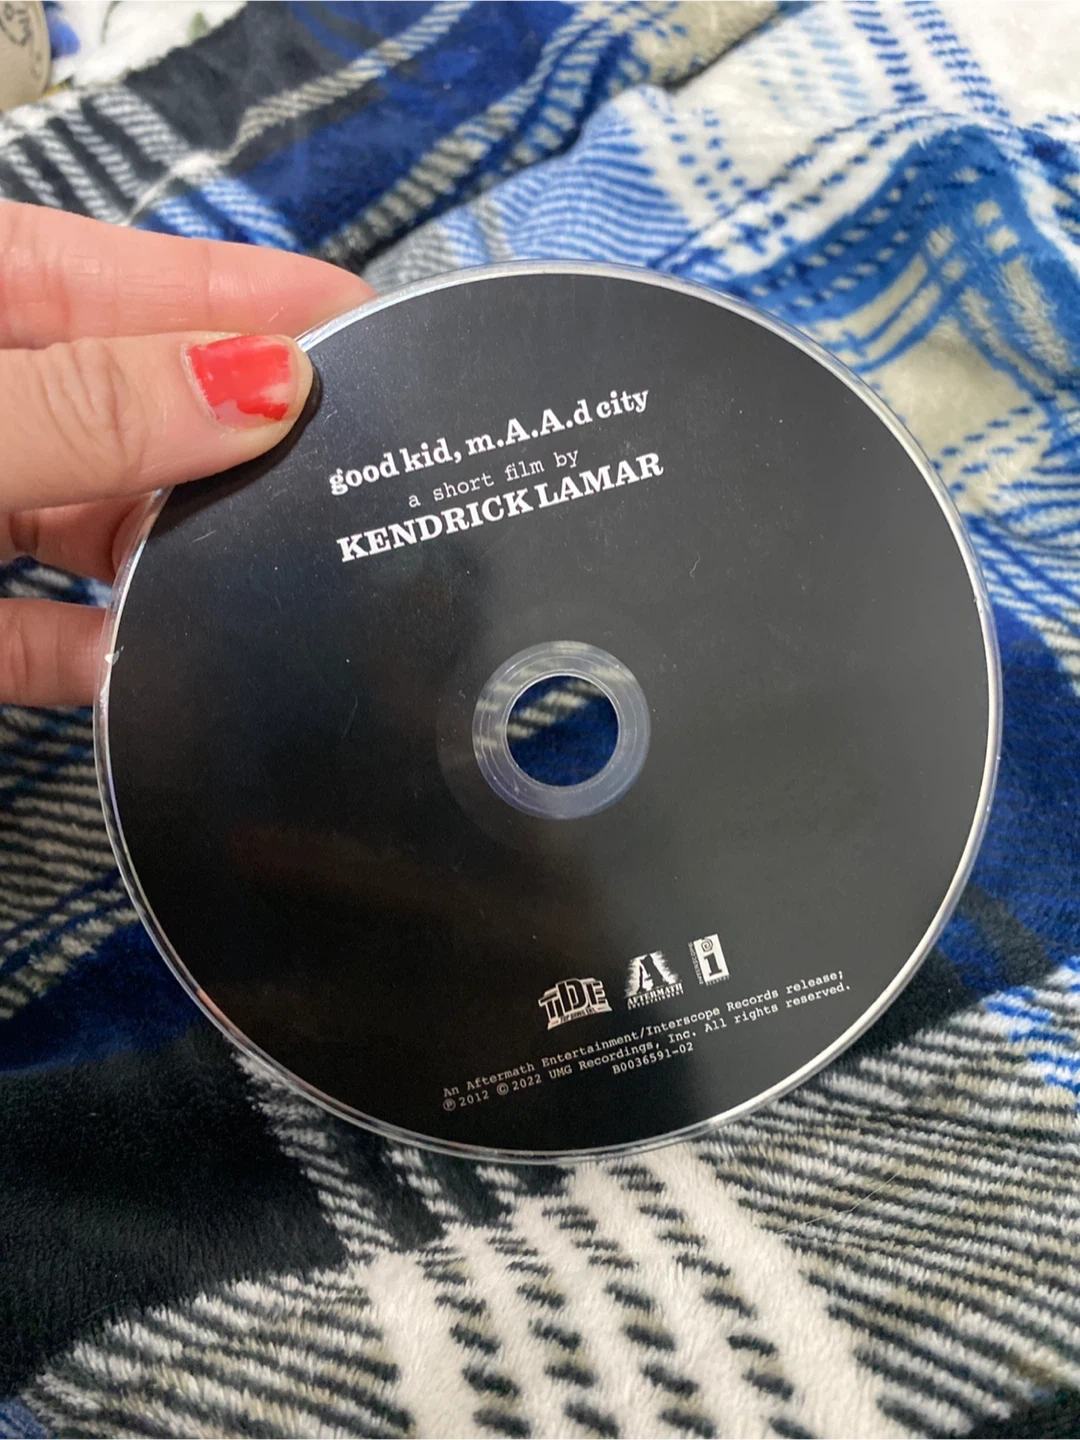 good kid, m.A.A.d city
a short film by
KENDRICK LAMAR
TDE
A
AFTERMATH
ENTERTAINMENT
i
An Aftermath Entertainment/Interscope Records release;
℗ 2012 © 2022 UMG Recordings, Inc. All rights reserved.
B0036591-02